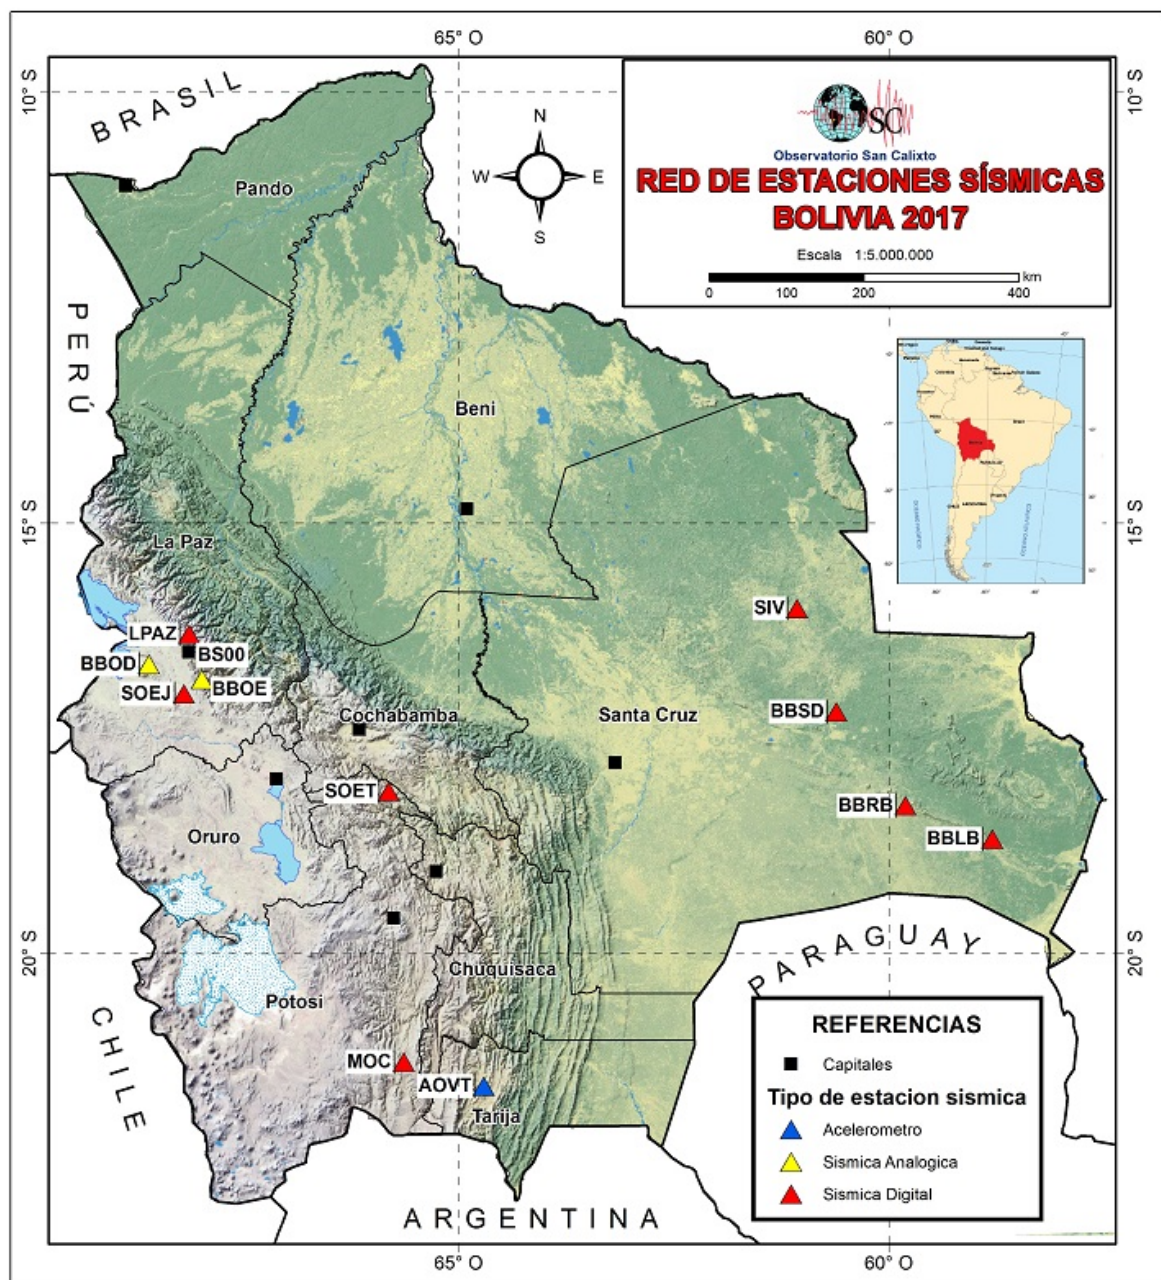 65° O
60° O
10° S
10° S
BRASIL
N
W
E
S
SC
Observatorio San Calixto
RED DE ESTACIONES SÍSMICAS
BOLIVIA 2017
Escala 1:5.000.000
km
0 100 200 400
Pando
PERÚ
Beni
15° S
15° S
La Paz
SIV
LPAZ
BS00
BBOD
BBOE
SOEJ
Cochabamba
Santa Cruz
BBSD
SOET
BBRB
Oruro
BBLB
20° S
20° S
PARAGUAY
Chuquisaca
Potosi
CHILE
MOC
AOVT
Tarija
REFERENCIAS
Capitales
Tipo de estacion sismica
Acelerometro
Sismica Analogica
Sismica Digital
ARGENTINA
65° O
60° O